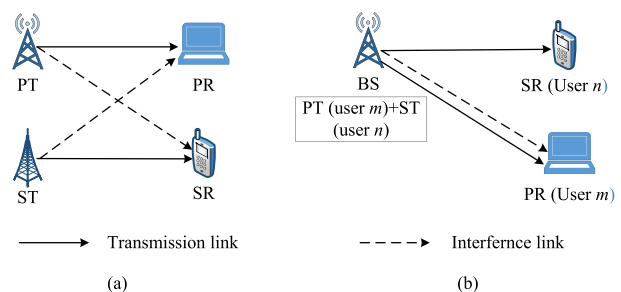 PT
PR
ST
SR
BS
PT (user m)+ST
(user n)
SR (User n)
PR (User m)
Transmission link
Interfernce link
(a)
(b)